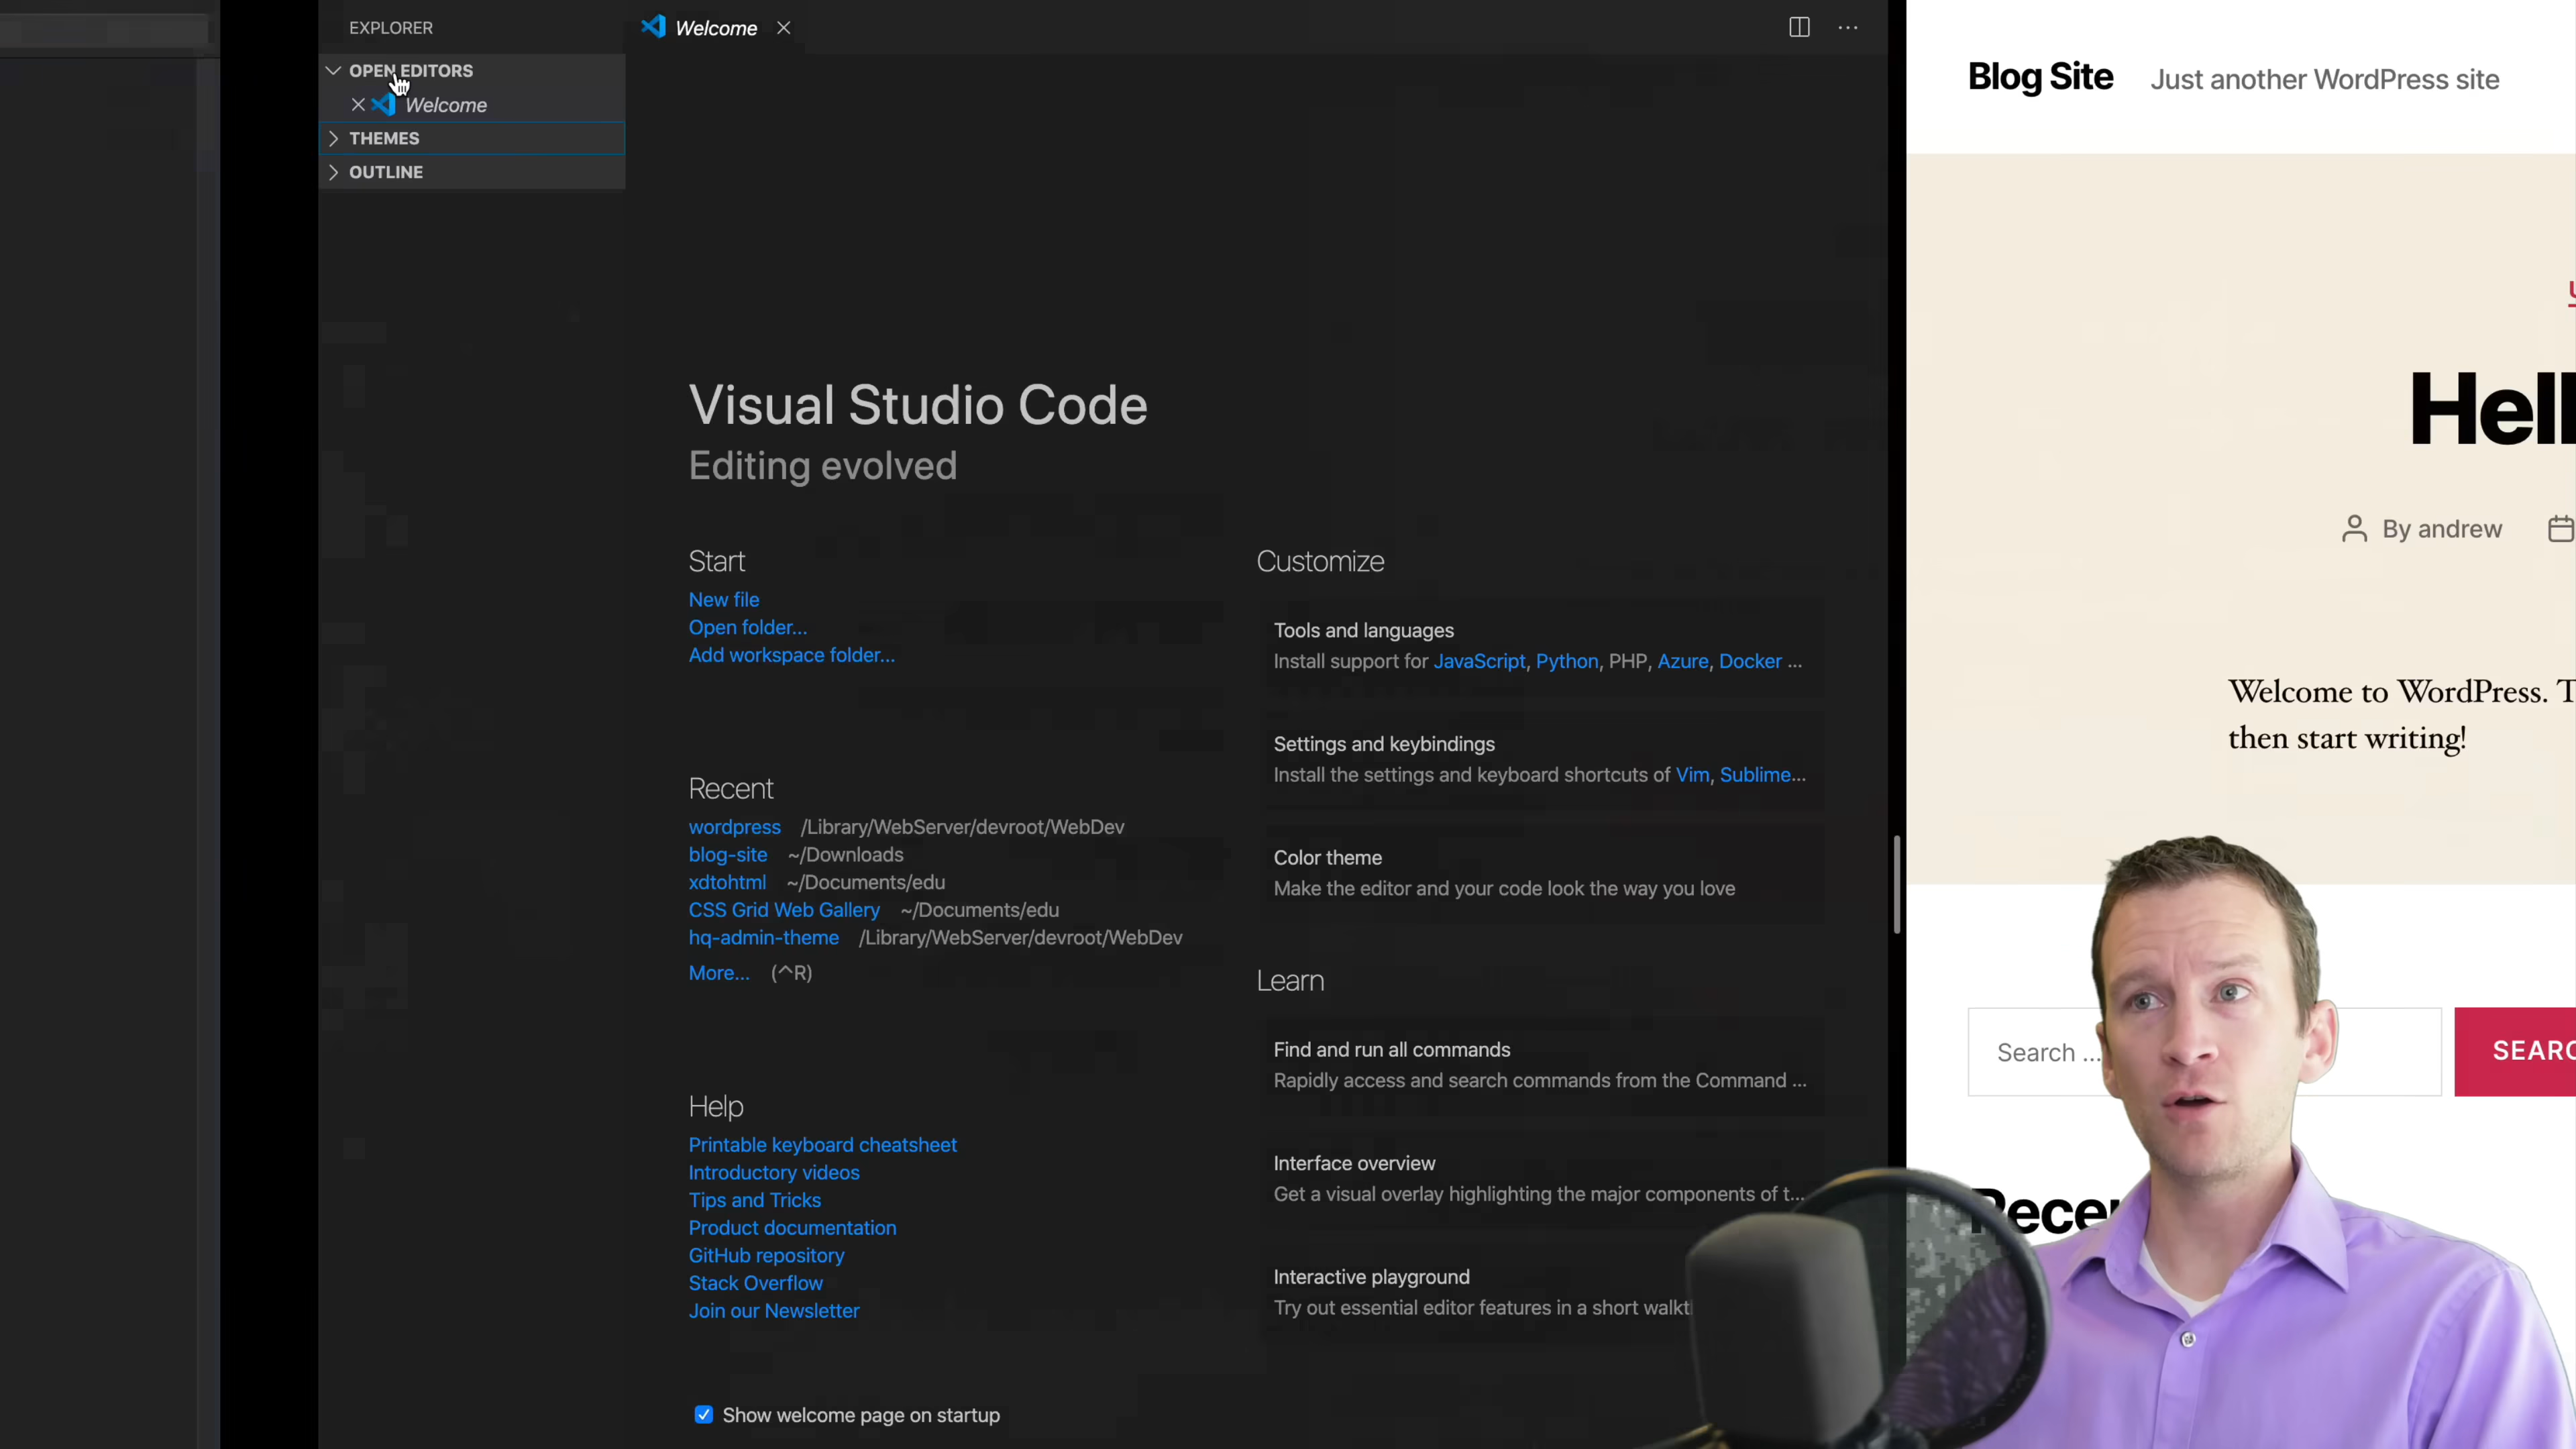 EXPLORER
OPEN EDITORS
Welcome
THEMES
OUTLINE
Welcome
Visual Studio Code
Editing evolved
Start
New file
Open folder...
Add workspace folder...
Recent
wordpress /Library/WebServer/devroot/WebDev
blog-site ~/Downloads
xdtohtml ~/Documents/edu
CSS Grid Web Gallery ~/Documents/edu
hq-admin-theme /Library/WebServer/devroot/WebDev
More... (^R)
Help
Printable keyboard cheatsheet
Introductory videos
Tips and Tricks
Product documentation
GitHub repository
Stack Overflow
Join our Newsletter
Show welcome page on startup
Customize
Tools and languages
Install support for JavaScript, Python, PHP, Azure, Docker ...
Settings and keybindings
Install the settings and keyboard shortcuts of Vim, Sublime...
Color theme
Make the editor and your code look the way you love
Learn
Find and run all commands
Rapidly access and search commands from the Command ...
Interface overview
Get a visual overlay highlighting the major components of t...
Interactive playground
Try out essential editor features in a short walkt
Blog Site Just another WordPress site
Hell
By andrew
Welcome to WordPress. T
then start writing!
Search ...
SEARC
Recen